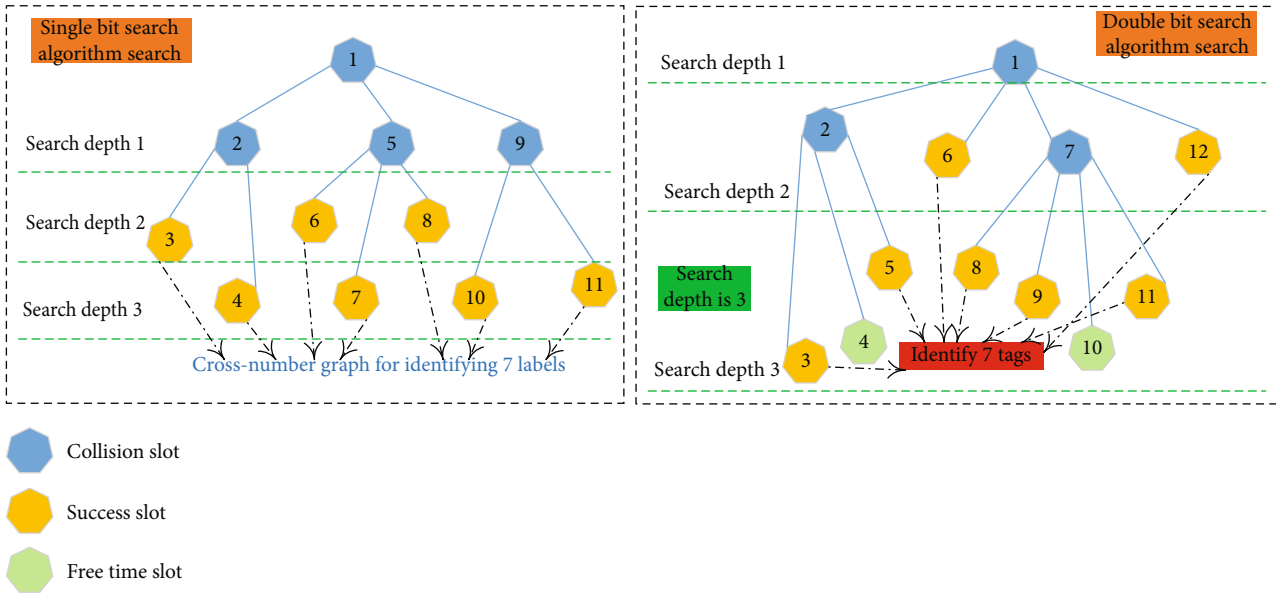 Single bit search
algorithm search
1
Search depth 1
2
5
9
Search depth 2
3
6
8
Search depth 3
4
7
10
11
Cross-number graph for identifying 7 labels
Double bit search
algorithm search
Search depth 1
1
2
6
7
12
Search depth 2
Search
depth is 3
5
8
9
11
4
10
Identify 7 tags
Search depth 3
3
Collision slot
Success slot
Free time slot